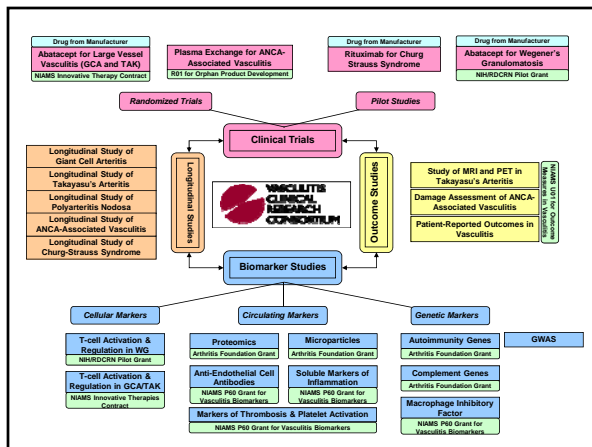 Drug from Manufacturer
Abatacept for Large Vessel
Vasculitis (GCA and TAK)
NIAMS Innovative Therapy Contract
Plasma Exchange for ANCA-
Associated Vasculitis
R01 for Orphan Product Development
Drug from Manufacturer
Rituximab for Churg
Strauss Syndrome
Drug from Manufacturer
Abatacept for Wegener's
Granulomatosis
NIH/RDCRN Pilot Grant
Randomized Trials
Pilot Studies
Clinical Trials
Longitudinal Study of
Giant Cell Arteritis
Longitudinal Study of
Takayasu's Arteritis
Longitudinal Study of
Polyarteritis Nodosa
Longitudinal Study of
ANCA-Associated Vasculitis
Longitudinal Study of
Churg-Strauss Syndrome
Longitudinal Studies
VASCULITIS
CLINICAL
RESEARCH
CONSORTIUM
Outcome Studies
Study of MRI and PET in
Takayasu's Arteritis
Damage Assessment of ANCA-
Associated Vasculitis
Patient-Reported Outcomes in
Vasculitis
NIAMS U01 for Outcome
Measures in Vasculitis
Biomarker Studies
Cellular Markers
Circulating Markers
Genetic Markers
T-cell Activation &
Regulation in WG
NIH/RDCRN Pilot Grant
T-cell Activation &
Regulation in GCA/TAK
NIAMS Innovative Therapies
Contract
Proteomics
Arthritis Foundation Grant
Microparticles
Arthritis Foundation Grant
Anti-Endothelial Cell
Antibodies
NIAMS P60 Grant for
Vasculitis Biomarkers
Soluble Markers of
Inflamation
NIAMS P60 Grant for
Vasculitis Biomarkers
Markers of Thrombosis & Platelet Activation
NIAMS P60 Grant for Vasculitis Biomarkers
Autoimmunity Genes
Arthritis Foundation Grant
GWAS
Complement Genes
Arthritis Foundation Grant
Macrophage Inhibitory
Factor
NIAMS P60 Grant for
Vasculitis Biomarkers